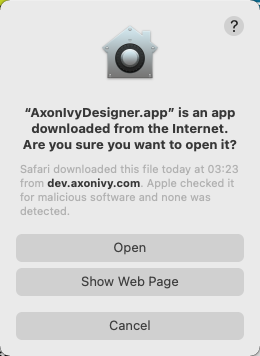 ?
“AxonIvyDesigner.app” is an app
downloaded from the Internet.
Are you sure you want to open it?
Safari downloaded this file today at 03:23
from dev.axonivy.com. Apple checked it
for malicious software and none was
detected.
Open
Show Web Page
Cancel